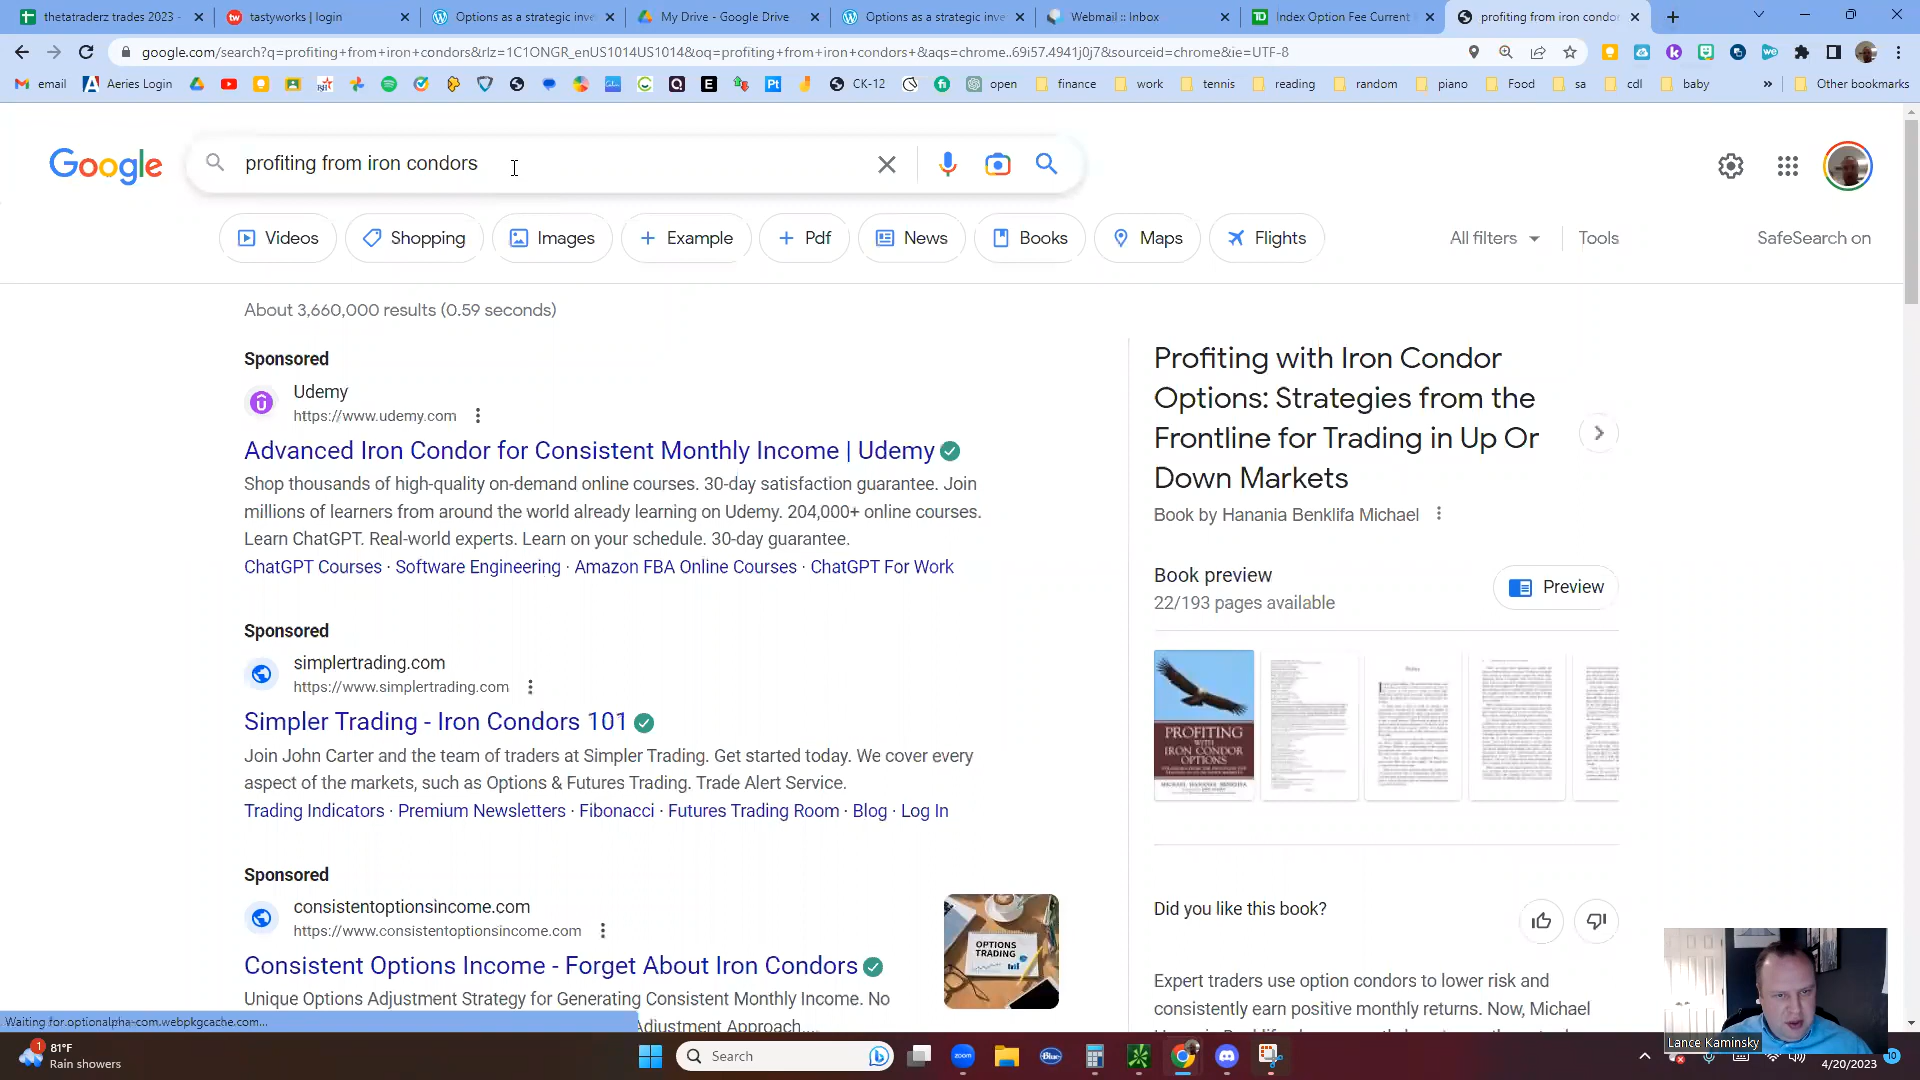 thetatraderz trades 2023 -
tastyworks | login
Options as a strategic inve
My Drive - Google Drive
Options as a strategic inve
Webmail :: Inbox
Index Option Fee Current
profiting from iron condor
google.com/search?q=profiting+from+iron+condors&rlz=1C1ONGR_enUS1014US1014&oq=profiting+from+iron+condors+&aqs=chrome..69i57.4941j0j7&sourceid=chrome&ie=UTF-8
email
Aeries Login
CK-12
open
finance
work
tennis
reading
random
piano
Food
sa
cdl
baby
»
Other bookmarks
Google
profiting from iron condors
Videos
Shopping
Images
Example
Pdf
News
Books
Maps
Flights
All filters
Tools
SafeSearch on
About 3,660,000 results (0.59 seconds)
Sponsored
Udemy
https://www.udemy.com
Advanced Iron Condor for Consistent Monthly Income | Udemy
Shop thousands of high-quality on-demand online courses. 30-day satisfaction guarantee. Join
millions of learners from around the world already learning on Udemy. 204,000+ online courses.
Learn ChatGPT. Real-world experts. Learn on your schedule. 30-day guarantee.
ChatGPT Courses · Software Engineering · Amazon FBA Online Courses · ChatGPT For Work
Sponsored
simplertrading.com
https://www.simplertrading.com
Simpler Trading - Iron Condors 101
Join John Carter and the team of traders at Simpler Trading. Get started today. We cover every
aspect of the markets, such as Options & Futures Trading. Trade Alert Service.
Trading Indicators · Premium Newsletters · Fibonacci · Futures Trading Room · Blog · Log In
Sponsored
consistentoptionsincome.com
https://www.consistentoptionsincome.com
Consistent Options Income - Forget About Iron Condors
Unique Options Adjustment Strategy for Generating Consistent Monthly Income. No
Adjustment Approach....
OPTIONS
TRADING
Profiting with Iron Condor
Options: Strategies from the
Frontline for Trading in Up Or
Down Markets
Book by Hanania Benklifa Michael
Book preview
22/193 pages available
Preview
PROFITING
WITH
IRON CONDOR
OPTIONS
MICHAEL HANANIA BENKLIFA
Did you like this book?
Expert traders use option condors to lower risk and
consistently earn positive monthly returns. Now, Michael
Waiting for optionalpha-com.webpkgcache.com...
Lance Kaminsky
1
81°F
Rain showers
Search
zoom
Blue
4/20/2023
10